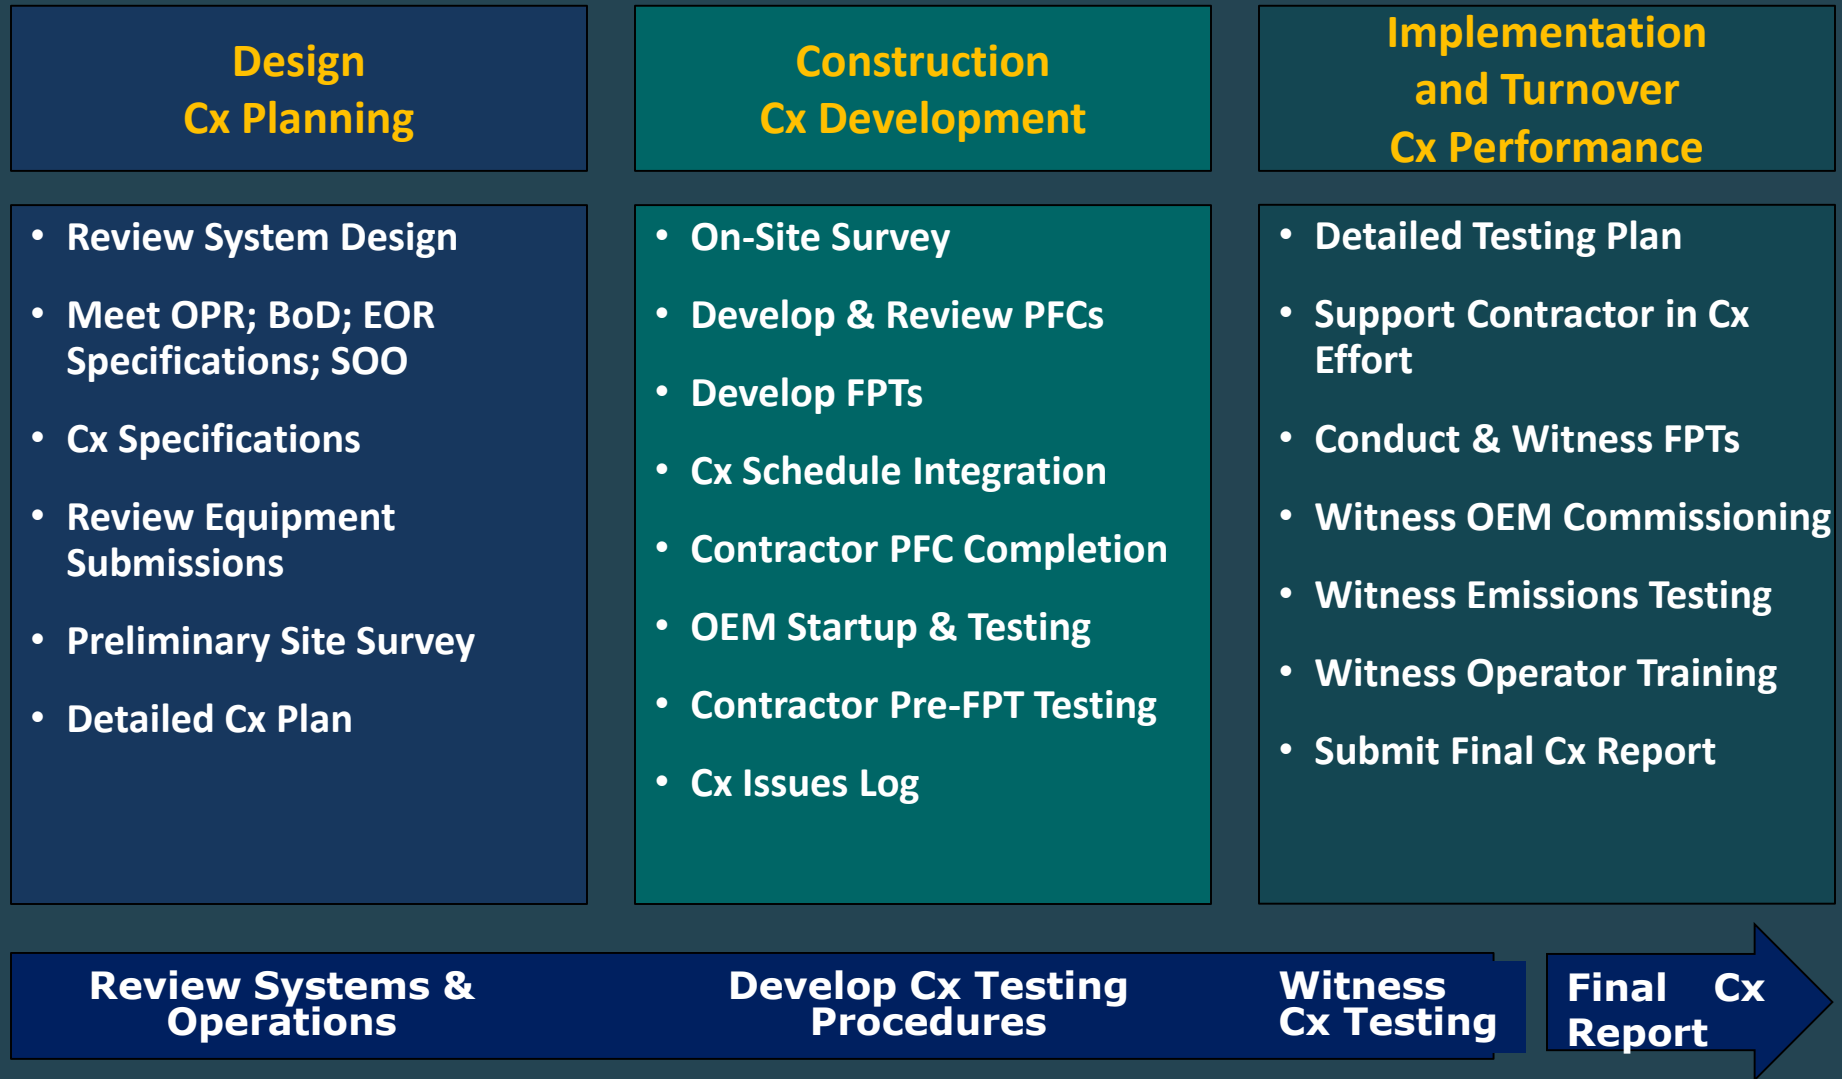 Design
Cx Planning
• Review System Design
• Meet OPR; BoD; EOR
Specifications; SOO
• Cx Specifications
• Review Equipment
Submissions
• Preliminary Site Survey
• Detailed Cx Plan
Construction
Cx Development
• On-Site Survey
• Develop & Review PFCs
• Develop FPTs
• Cx Schedule Integration
• Contractor PFC Completion
• OEM Startup & Testing
• Contractor Pre-FPT Testing
• Cx Issues Log
Implementation
and Turnover
Cx Performance
• Detailed Testing Plan
• Support Contractor in Cx
Effort
• Conduct & Witness FPTs
• Witness OEM Commissioning
• Witness Emissions Testing
• Witness Operator Training
• Submit Final Cx Report
Review Systems &
Operations
Develop Cx Testing
Procedures
Witness
Cx Testing
Final Cx
Report